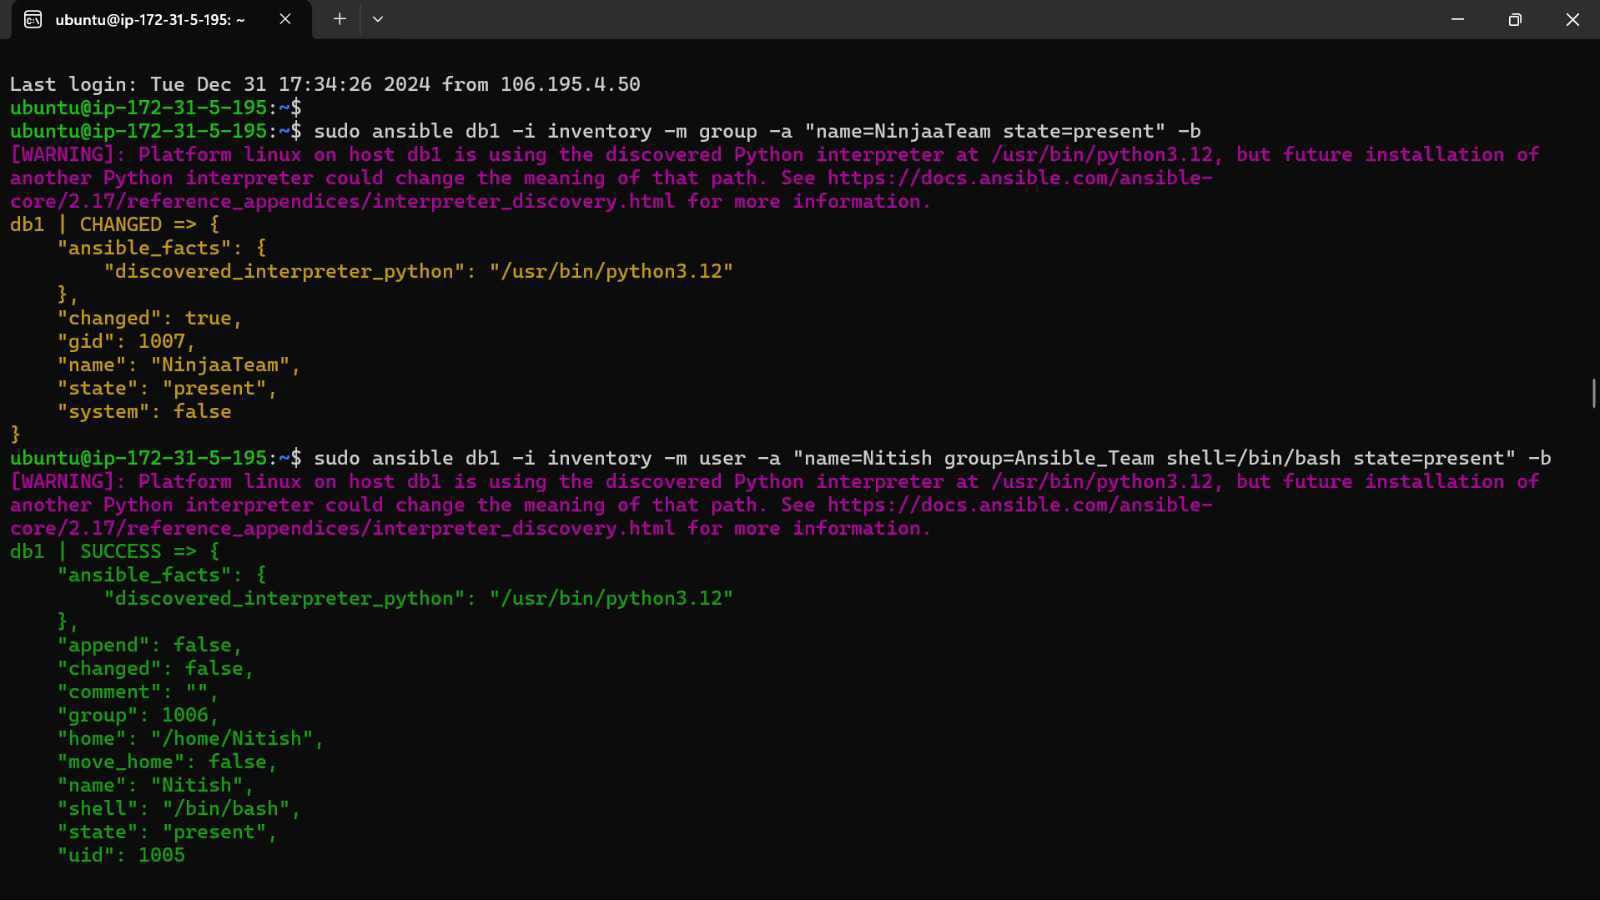 ubuntu@ip-172-31-5-195: ~
Last login: Tue Dec 31 17:34:26 2024 from 106.195.4.50
ubuntu@ip-172-31-5-195:~$
ubuntu@ip-172-31-5-195:~$ sudo ansible db1 -i inventory -m group -a "name=NinjaaTeam state=present" -b
[WARNING]: Platform linux on host db1 is using the discovered Python interpreter at /usr/bin/python3.12, but future installation of
another Python interpreter could change the meaning of that path. See https://docs.ansible.com/ansible-
core/2.17/reference_appendices/interpreter_discovery.html for more information.
db1 | CHANGED => {
    "ansible_facts": {
        "discovered_interpreter_python": "/usr/bin/python3.12"
    },
    "changed": true,
    "gid": 1007,
    "name": "NinjaaTeam",
    "state": "present",
    "system": false
}
ubuntu@ip-172-31-5-195:~$ sudo ansible db1 -i inventory -m user -a "name=Nitish group=Ansible_Team shell=/bin/bash state=present" -b
[WARNING]: Platform linux on host db1 is using the discovered Python interpreter at /usr/bin/python3.12, but future installation of
another Python interpreter could change the meaning of that path. See https://docs.ansible.com/ansible-
core/2.17/reference_appendices/interpreter_discovery.html for more information.
db1 | SUCCESS => {
    "ansible_facts": {
        "discovered_interpreter_python": "/usr/bin/python3.12"
    },
    "append": false,
    "changed": false,
    "comment": "",
    "group": 1006,
    "home": "/home/Nitish",
    "move_home": false,
    "name": "Nitish",
    "shell": "/bin/bash",
    "state": "present",
    "uid": 1005